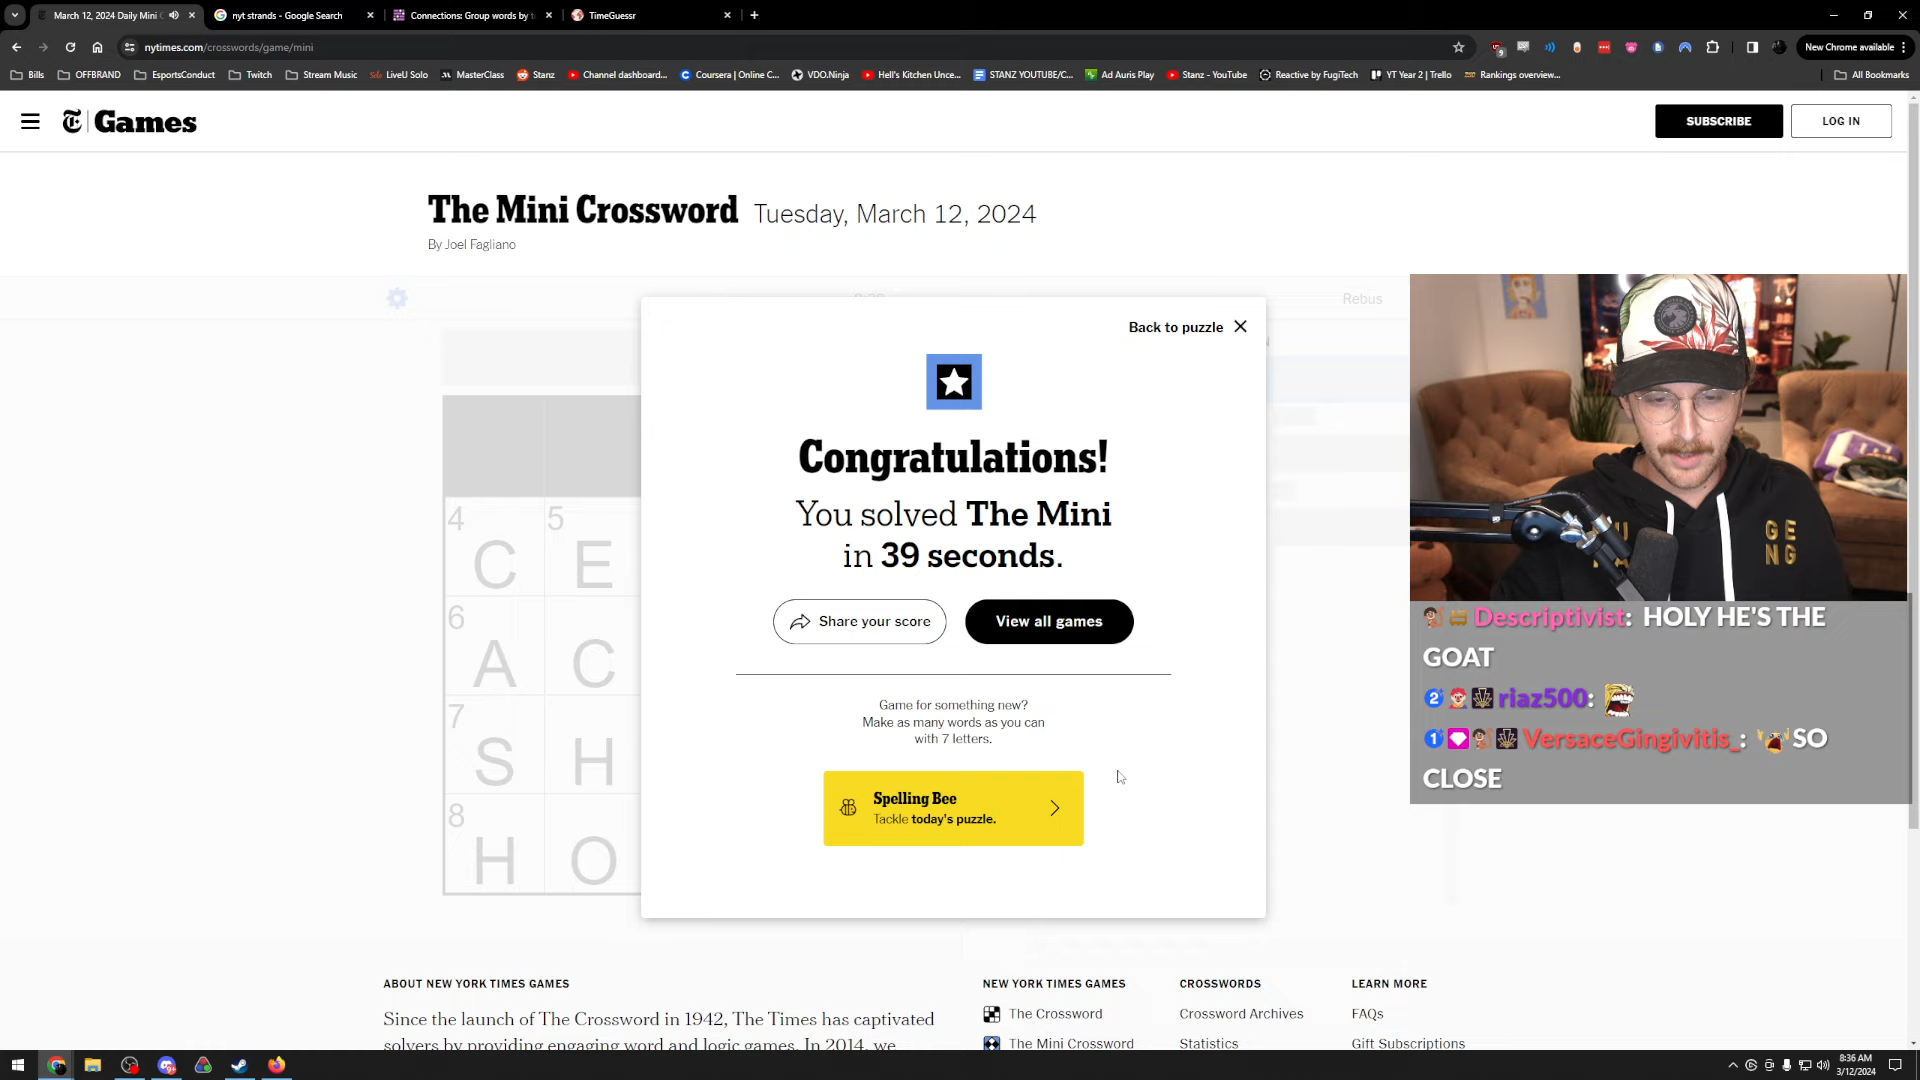 March 12, 2024 Daily Mini
nyt strands - Google Search
Connections: Group words by
TimeGuessr
nytimes.com/crosswords/game/mini
New Chrome available
Bills
OFFBRAND
EsportsConduct
Twitch
Stream Music
LiveU Solo
MasterClass
Stanz
Channel dashboard...
Coursera | Online C...
VDO.Ninja
Hell's Kitchen Unce...
STANZ YOUTUBE/C...
Ad Auris Play
Stanz - YouTube
Reactive by FugiTech
YT Year 2 | Trello
Rankings overview...
All Bookmarks
T Games
SUBSCRIBE
LOG IN
The Mini Crossword Tuesday, March 12, 2024
By Joel Fagliano
Rebus
Back to puzzle
Congratulations!
You solved The Mini
in 39 seconds.
Share your score
View all games
Game for something new?
Make as many words as you can
with 7 letters.
Spelling Bee
Tackle today's puzzle.
4 C 5 E
6 A C
7 S H
8 H O
GE
NG
Descriptivist: HOLY HE'S THE
GOAT
2 riaz500:
1 VersaceGingivitis_: SO
CLOSE
ABOUT NEW YORK TIMES GAMES
Since the launch of The Crossword in 1942, The Times has captivated
solvers by providing engaging word and logic games. In 2014, we
NEW YORK TIMES GAMES
The Crossword
The Mini Crossword
CROSSWORDS
Crossword Archives
Statistics
LEARN MORE
FAQs
Gift Subscriptions
8:36 AM
3/12/2024